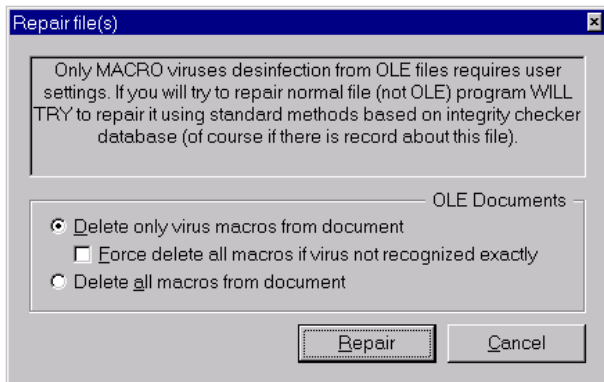 Repair file(s)
Only MACRO viruses desinfection from OLE files requires user
settings. If you will try to repair normal file (not OLE) program WILL
TRY to repair it using standard methods based on integrity checker
database (of course if there is record about this file).
OLE Documents
Delete only virus macros from document
Force delete all macros if virus not recognized exactly
Delete all macros from document
Repair
Cancel